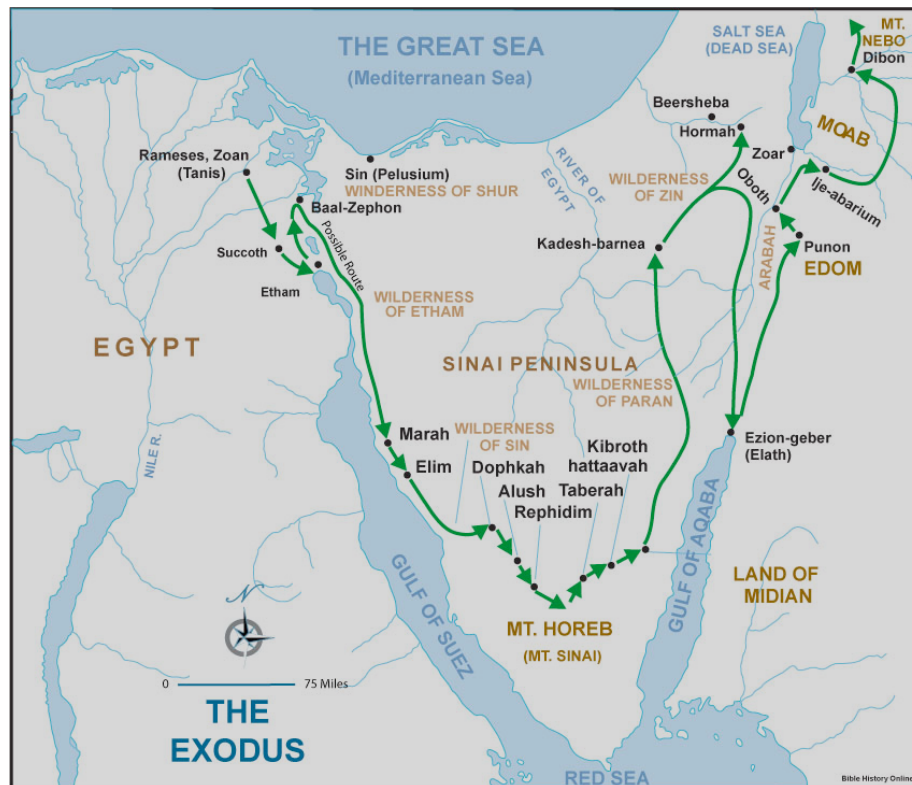 THE GREAT SEA
(Mediterranean Sea)
SALT SEA
(DEAD SEA)
MT.
NEBO
Dibon
Beersheba
Hormah
MOAB
Zoar
Rameses, Zoan
(Tanis)
Sin (Pelusium)
WINDERNESS OF SHUR
RIVER OF
EGYPT
WILDERNESS
OF ZIN
Oboth
Ije-abarium
Baal-Zephon
Possible Route
Succoth
Kadesh-barnea
ARABAH
Punon
EDOM
Etham
WILDERNESS
OF ETHAM
EGYPT
SINAI PENINSULA
WILDERNESS
OF PARAN
NILE R.
Marah
Elim
WILDERNESS
OF SIN
Dophkah
Alush
Rephidim
Kibroth
hattaavah
Taberah
Ezion-geber
(Elath)
GULF OF SUEZ
GULF OF AQABA
LAND OF
MIDIAN
MT. HOREB
(MT. SINAI)
N
0 75 Miles
THE
EXODUS
RED SEA
Bible History Online